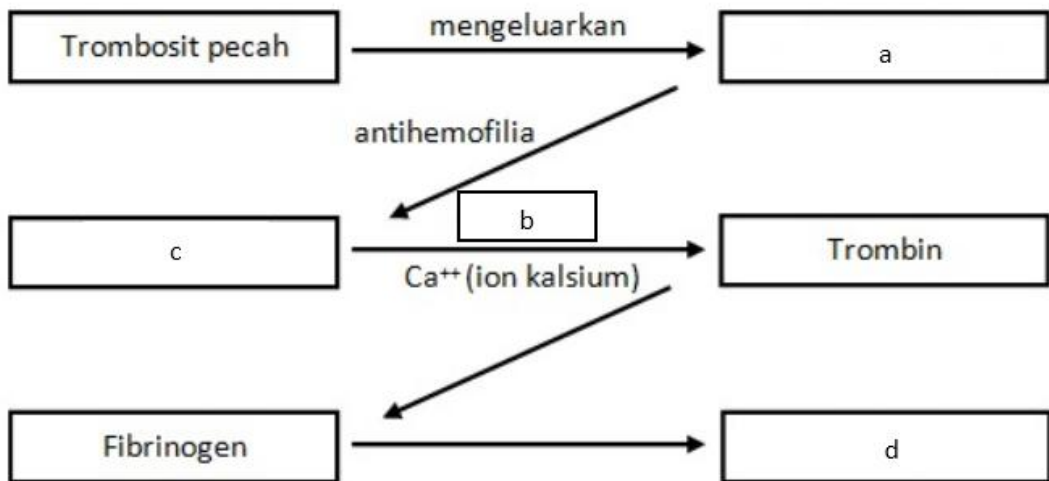 mengeluarkan
Trombosit pecah
a
antihemofilia
b
c
Trombin
Ca⁺⁺ (ion kalsium)
Fibrinogen
d